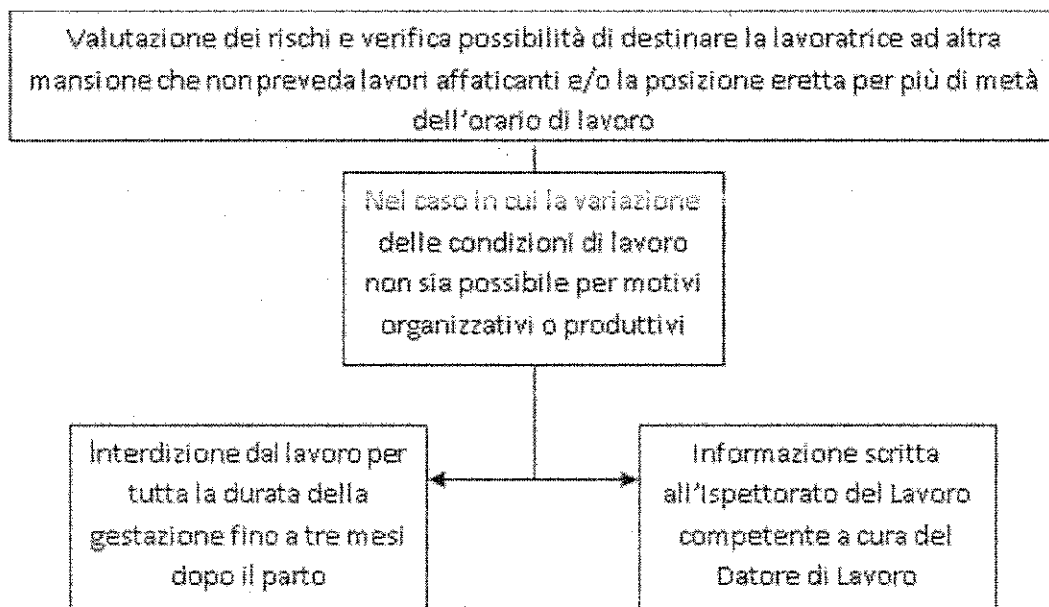 Valutazione dei rischi e verifica possibilità di destinare la lavoratrice ad altra
mansione che non preveda lavori affaticanti e/o la posizione eretta per più di metà
dell'orario di lavoro
Nel caso in cui la variazione
delle condizioni di lavoro
non sia possibile per motivi
organizzativi o produttivi
Interdizione dal lavoro per
tutta la durata della
gestazione fino a tre mesi
dopo il parto
Informazione scritta
all'Ispettorato del Lavoro
competente a cura del
Datore di Lavoro